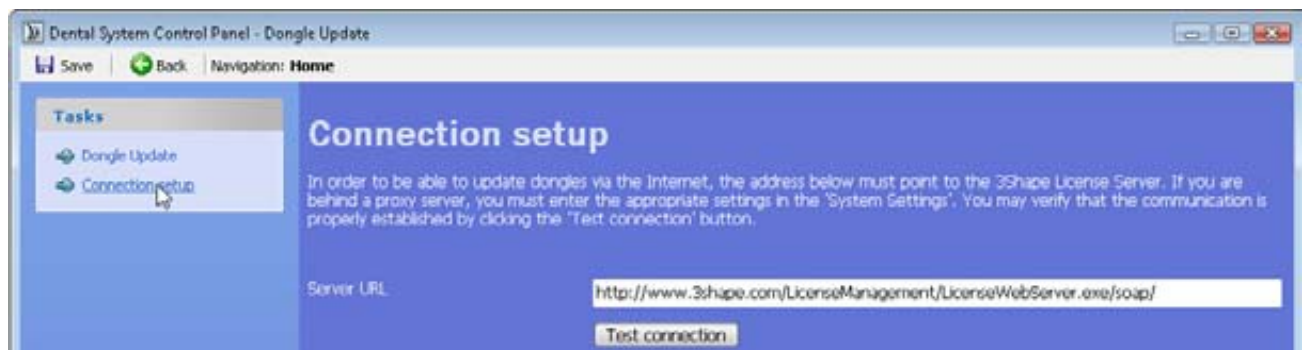 Dental System Control Panel - Dongle Update
Save Back Navigation: Home
Tasks
Dongle Update
Connection setup
Connection setup
In order to be able to update dongles via the Internet, the address below must point to the 3Shape License Server. If you are
behind a proxy server, you must enter the appropriate settings in the 'System Settings'. You may verify that the communication is
properly established by clicking the 'Test connection' button.
Server URL http://www.3shape.com/LicenseManagement/LicenseWebServer.exe/soap/
Test connection